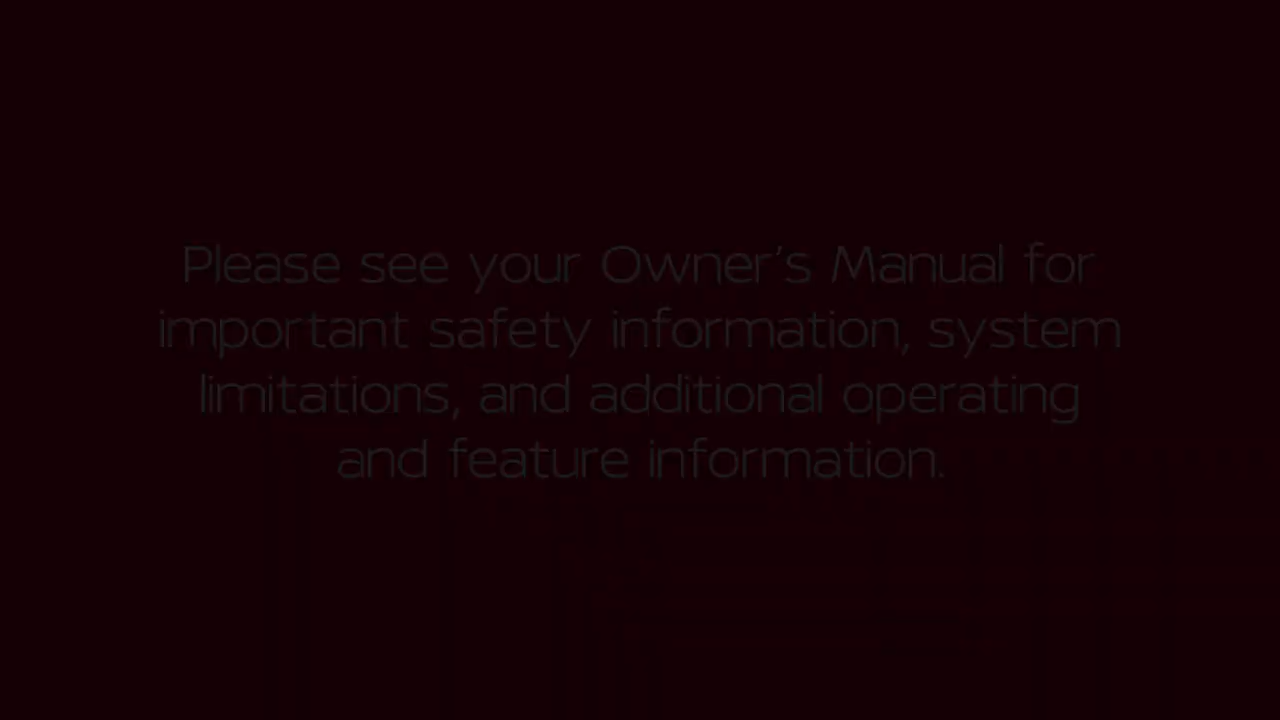 Please see your Owner's Manual for
important safety information, system
limitations, and additional operating
and feature information.